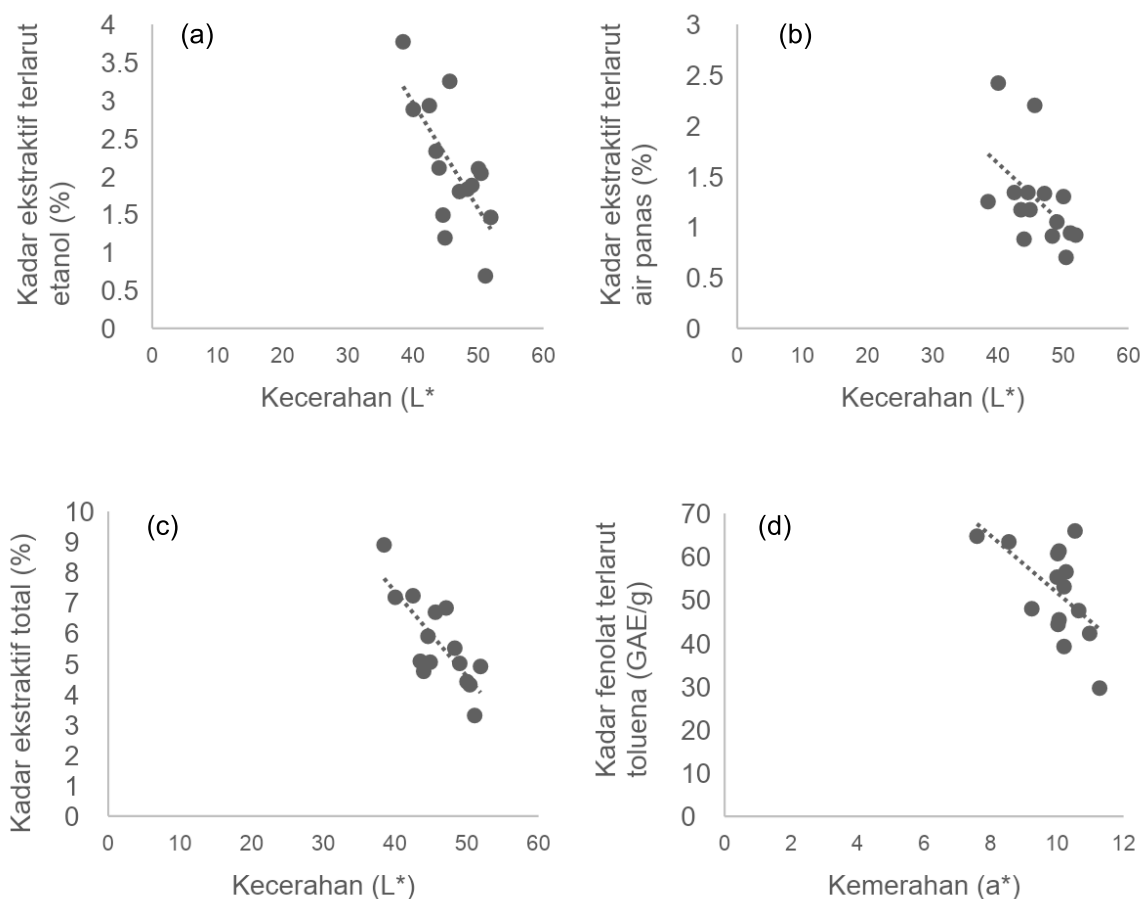 (a)
Kadar ekstraktif terlarut
etanol (%)
4
3.5
3
2.5
2
1.5
1
0.5
0
0 10 20 30 40 50 60
Kecerahan (L*
(b)
Kadar ekstraktif terlarut
air panas (%)
3
2.5
2
1.5
1
0.5
0
0 10 20 30 40 50 60
Kecerahan (L*)
(c)
Kadar ekstraktif total (%)
10
9
8
7
6
5
4
3
2
1
0
0 10 20 30 40 50 60
Kecerahan (L*)
(d)
Kadar fenolat terlarut
toluena (GAE/g)
70
60
50
40
30
20
10
0
0 2 4 6 8 10 12
Kemerahan (a*)